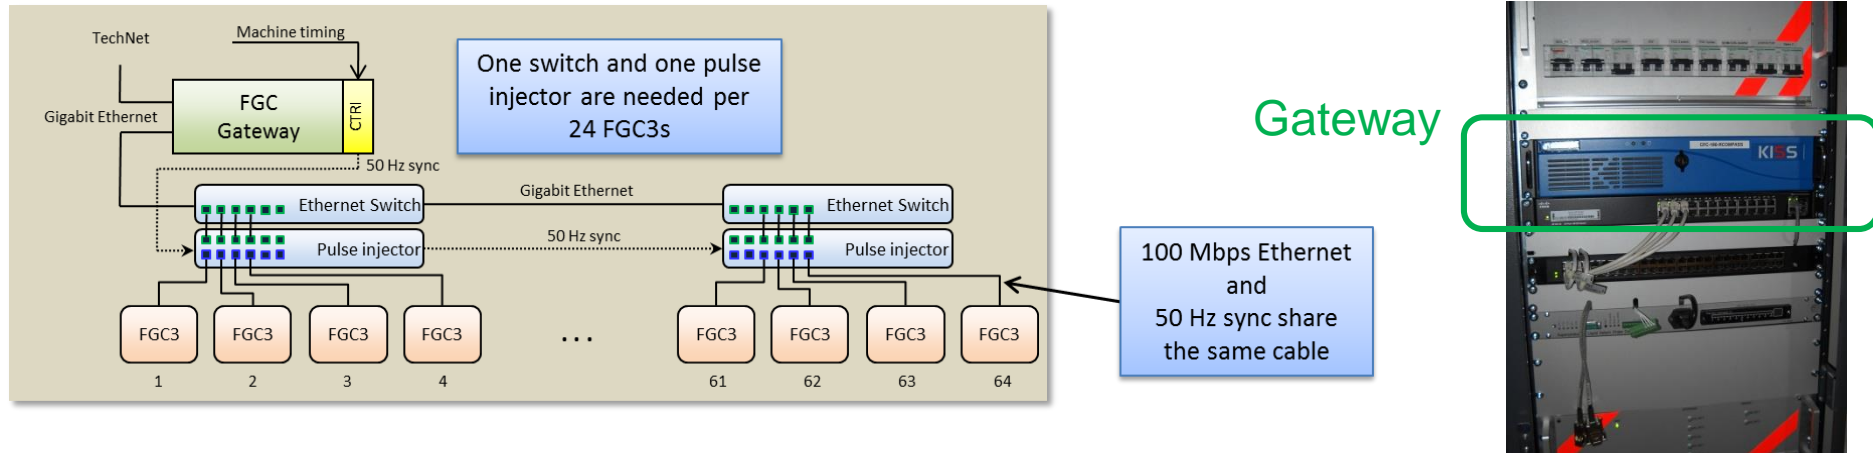 TechNet
Machine timing
FGC
Gateway
CTRI
Gigabit Ethernet
50 Hz sync
One switch and one pulse
injector are needed per
24 FGC3s
Ethernet Switch
Gigabit Ethernet
Ethernet Switch
Pulse injector
50 Hz sync
Pulse injector
FGC3
FGC3
FGC3
FGC3
...
FGC3
FGC3
FGC3
FGC3
1
2
3
4
61
62
63
64
100 Mbps Ethernet
and
50 Hz sync share
the same cable
Gateway
KISS